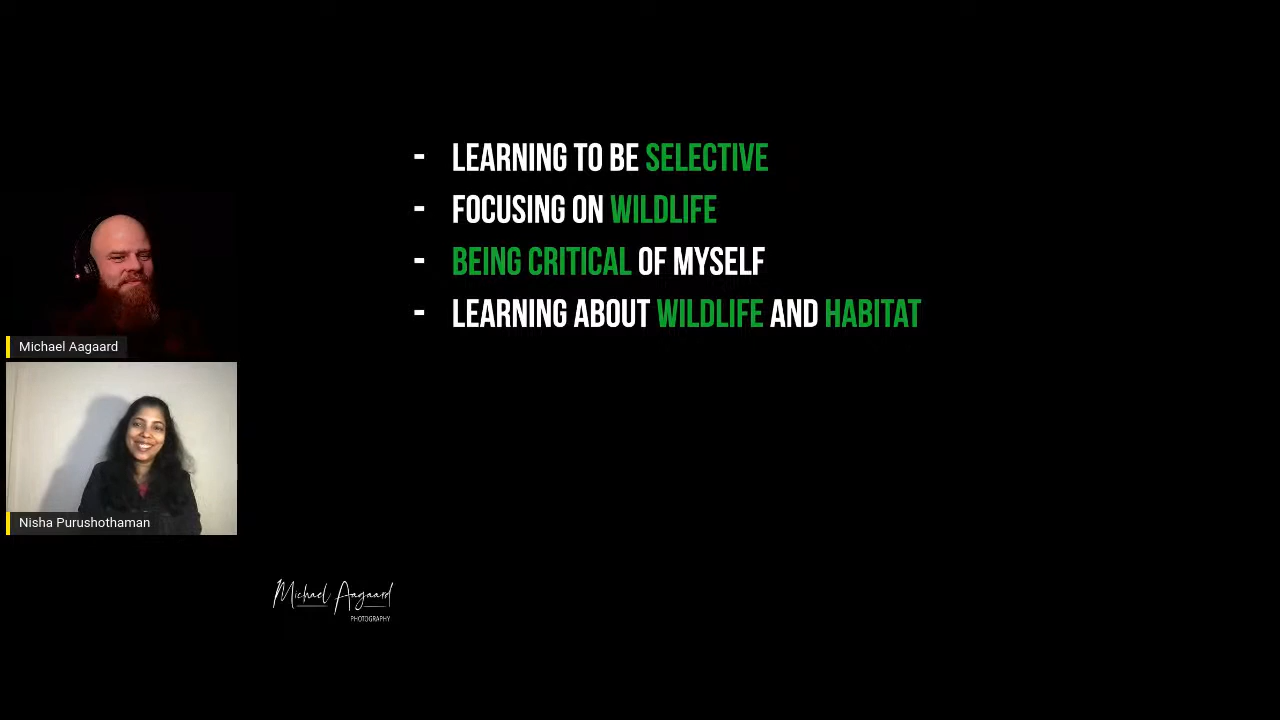 - LEARNING TO BE SELECTIVE
- FOCUSING ON WILDLIFE
- BEING CRITICAL OF MYSELF
- LEARNING ABOUT WILDLIFE AND HABITAT
Michael Aagaard
Nisha Purushothaman
Michael Aagaard
PHOTOGRAPHY